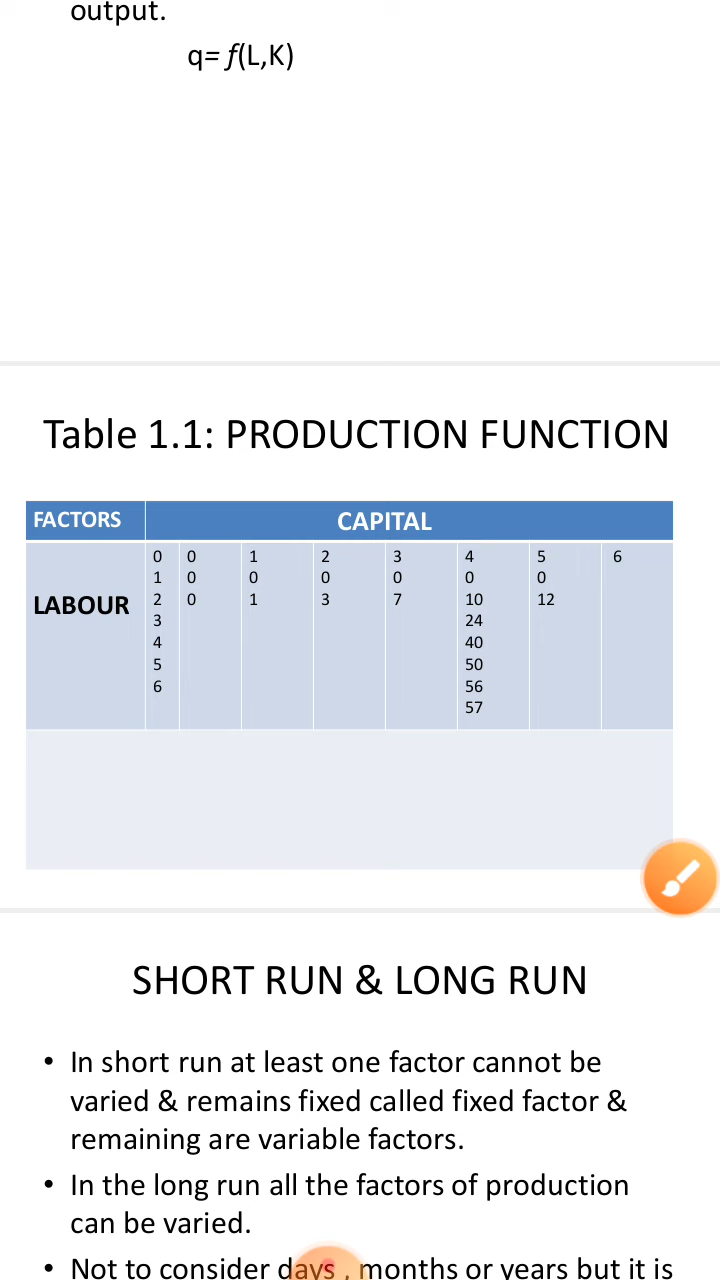 output.
q= f(L,K)
Table 1.1: PRODUCTION FUNCTION
FACTORS CAPITAL
0 0 1 2 3 4 5 6
1 0 0 0 0 0 0
LABOUR 2 0 1 3 7 10 12
3 24
4 40
5 50
6 56
57
SHORT RUN & LONG RUN
• In short run at least one factor cannot be
varied & remains fixed called fixed factor &
remaining are variable factors.
• In the long run all the factors of production
can be varied.
• Not to consider days , months or years but it is